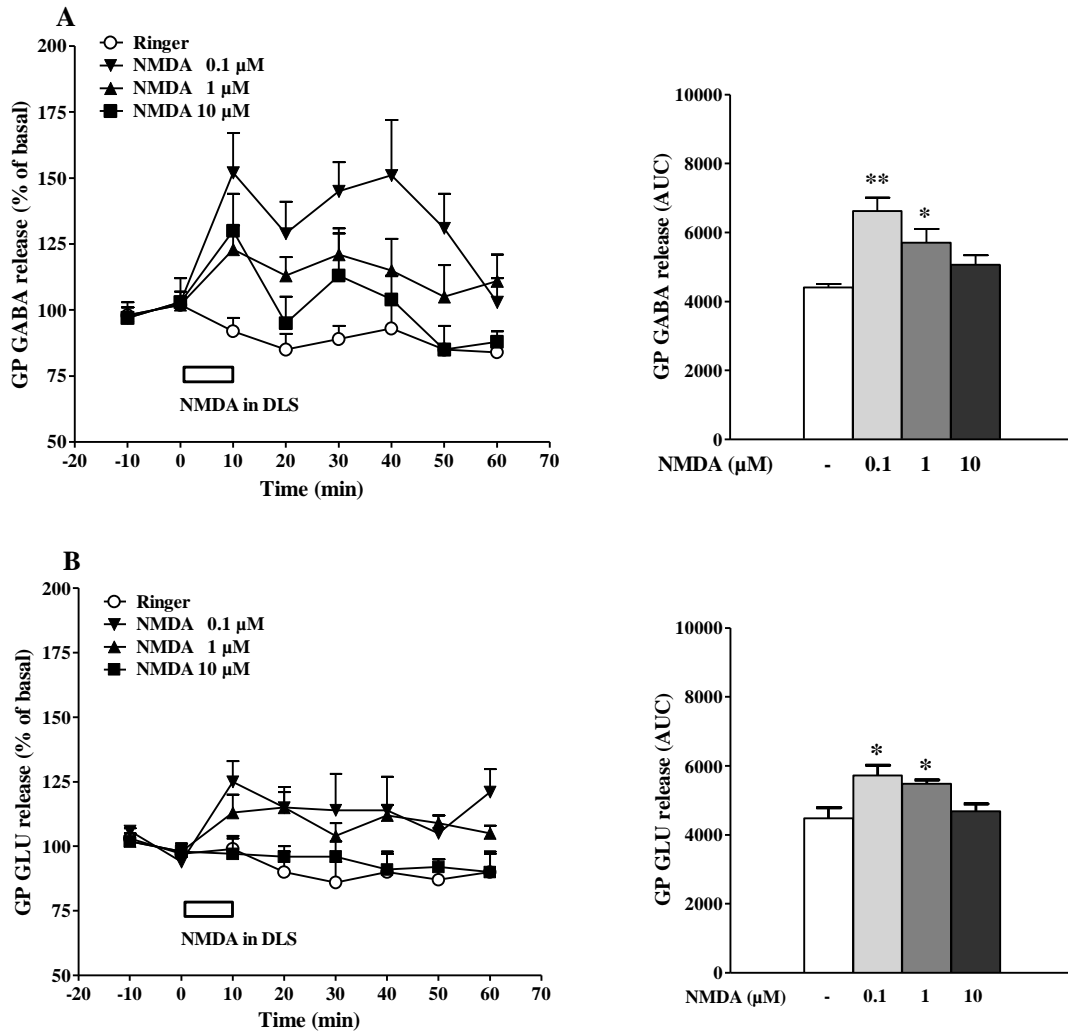 A
Ringer
NMDA 0.1 µM
NMDA 1 µM
NMDA 10 µM
GP GABA release (% of basal)
200
175
150
125
100
75
50
NMDA in DLS
-20 -10 0 10 20 30 40 50 60 70
Time (min)
GP GABA release (AUC)
10000
8000
6000
4000
2000
0
**
*
NMDA (µM) - 0.1 1 10
B
Ringer
NMDA 0.1 µM
NMDA 1 µM
NMDA 10 µM
GP GLU release (% of basal)
200
175
150
125
100
75
50
NMDA in DLS
-20 -10 0 10 20 30 40 50 60 70
Time (min)
GP GLU release (AUC)
10000
8000
6000
4000
2000
0
* *
NMDA (µM) - 0.1 1 10